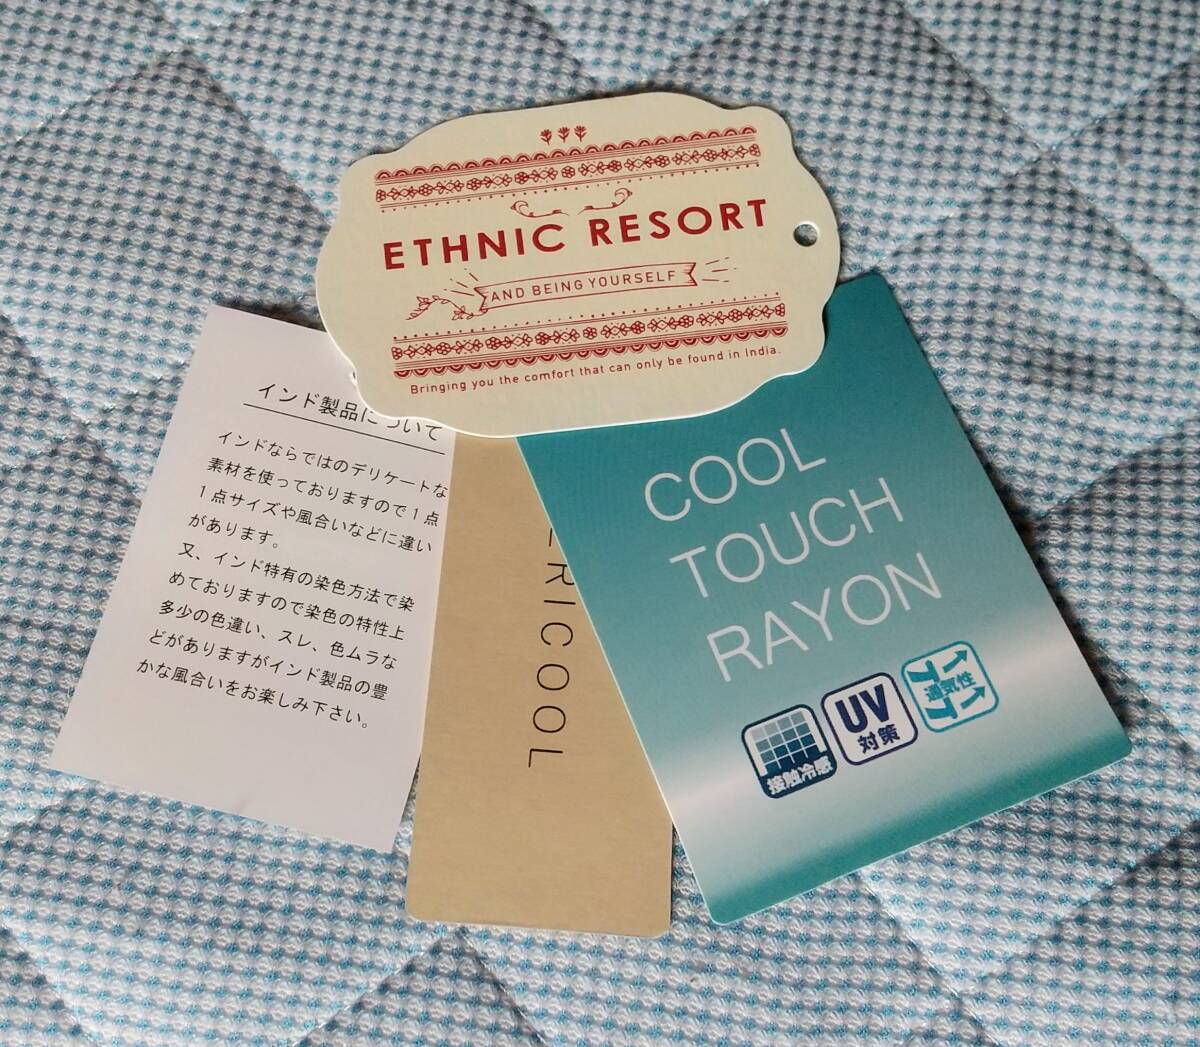 ETHNIC RESORT
AND BEING YOURSELF
Bringing you the comfort that can only be found in India.
インド製品について
インドならではのデリケートな
素材を使っておりますので1点
1点サイズや風合いなどに違い
があります。
又、インド特有の染色方法で染
めておりますので染色の特性上
多少の色違い、スレ、色ムラな
どがありますがインド製品の豊
かな風合いをお楽しみ下さい。
ERICOOL
COOL
TOUCH
RAYON
接触冷感
UV
対策
通気性